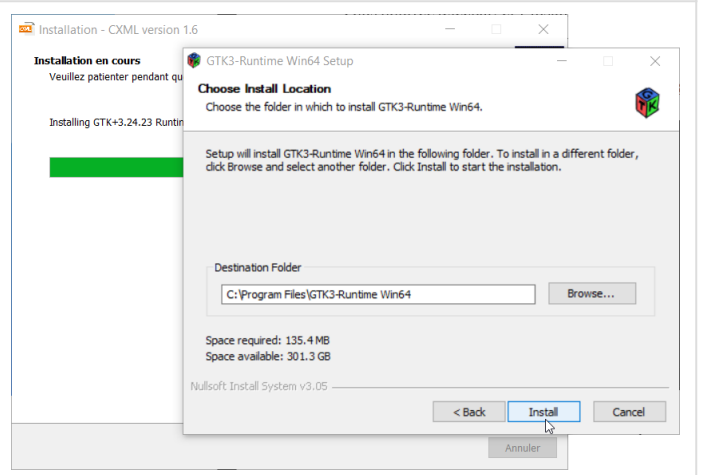 Installation - CXML version 1.6
Installation en cours
Veuillez patienter pendant qu
Installing GTK+3.24.23 Runtin
GTK3-Runtime Win64 Setup
Choose Install Location
Choose the folder in which to install GTK3-Runtime Win64.
Setup will install GTK3-Runtime Win64 in the following folder. To install in a different folder,
click Browse and select another folder. Click Install to start the installation.
Destination Folder
C:\Program Files\GTK3-Runtime Win64
Browse...
Space required: 135.4 MB
Space available: 301.3 GB
Nullsoft Install System v3.05
< Back
Install
Cancel
Annuler